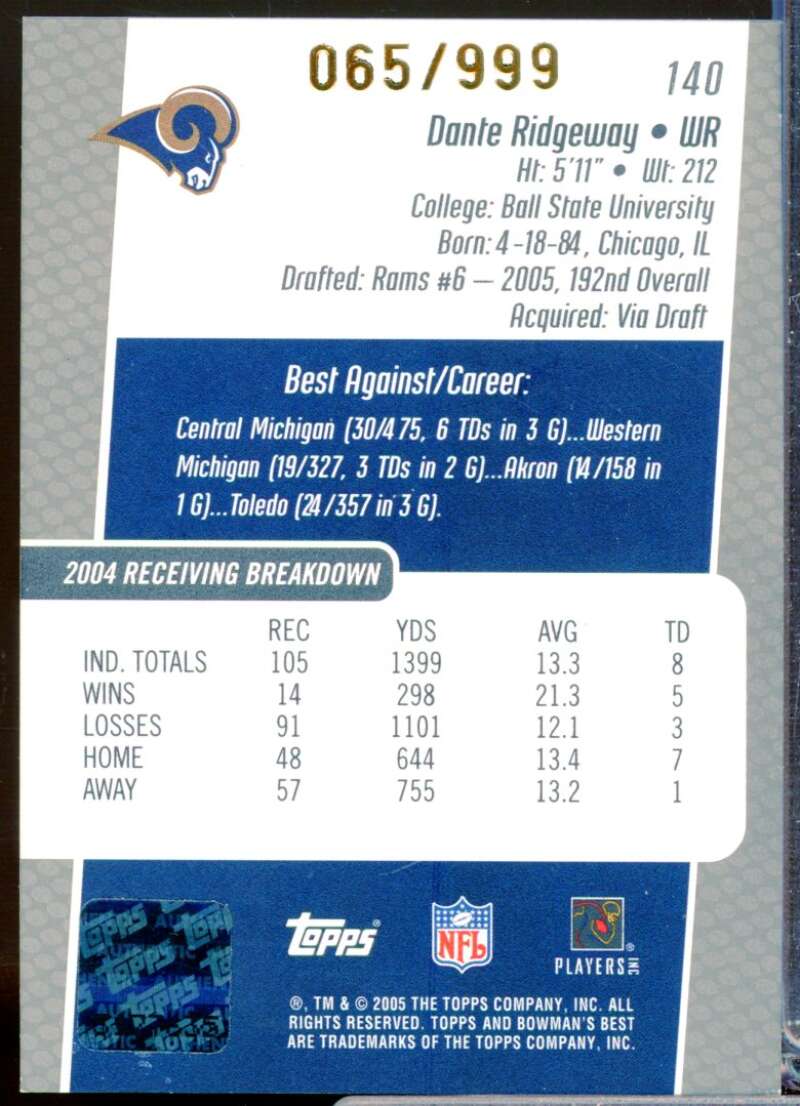 065/999
140
Dante Ridgeway • WR
Ht: 5'11" • Wt: 212
College: Ball State University
Born: 4-18-84, Chicago, IL
Drafted: Rams #6 — 2005, 192nd Overall
Acquired: Via Draft
Best Against/Career:
Central Michigan (30/475, 6 TDs in 3 G)...Western
Michigan (19/327, 3 TDs in 2 G)...Akron (14/158 in
1 G)...Toledo (24/357 in 3 G).
2004 RECEIVING BREAKDOWN
REC YDS AVG TD
IND. TOTALS 105 1399 13.3 8
WINS 14 298 21.3 5
LOSSES 91 1101 12.1 3
HOME 48 644 13.4 7
AWAY 57 755 13.2 1
Topps
Topps
Topps
Topps® NFL PLAYERS INC ®
®, TM & © 2005 THE TOPPS COMPANY, INC. ALL
RIGHTS RESERVED. TOPPS AND BOWMAN'S BEST
ARE TRADEMARKS OF THE TOPPS COMPANY, INC.